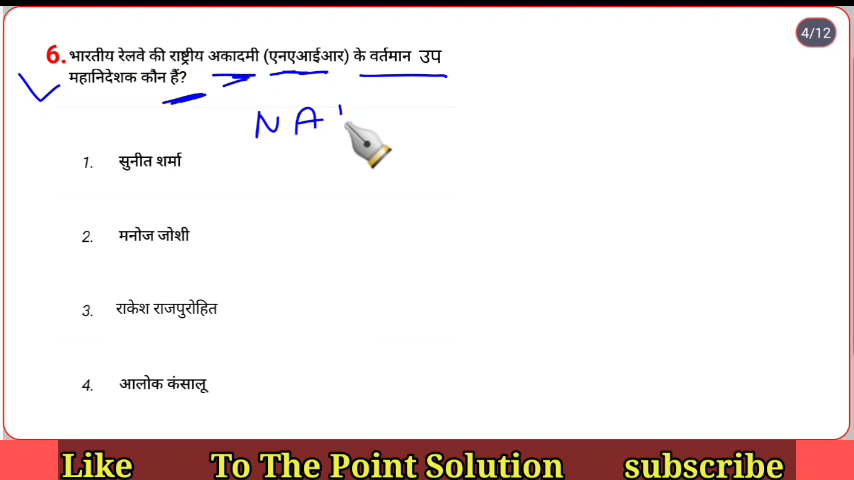 4/12
6. भारतीय रेलवे की राष्ट्रीय अकादमी (एनएआईआर) के वर्तमान उप
महानिदेशक कौन हैं?
N A I
1. सुनीत शर्मा
2. मनोज जोशी
3. राकेश राजपुरोहित
4. आलोक कंसालू
Like To The Point Solution subscribe